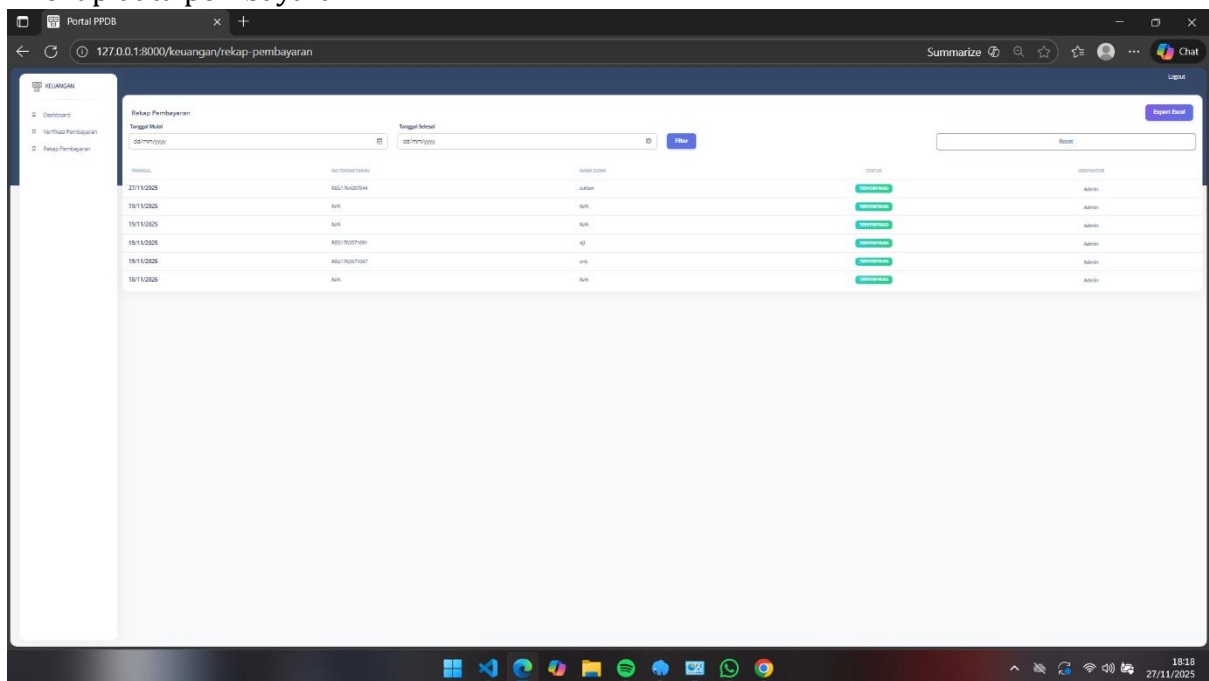 Portal PPDB
127.0.0.1:8000/keuangan/rekap-pembayaran
Summarize
Chat
KEUANGAN
Logout
Dashboard
Verifikasi Pembayaran
Rekap Pembayaran
Rekap Pembayaran
Export Excel
Tanggal Mulai Tanggal Selesai
dd/mm/yyyy dd/mm/yyyy Filter Reset
TANGGAL NO PENDAFTARAN NAMA SISWA STATUS VERIFIKATOR
27/11/2025 sultan TERVERIFIKASI Admin
19/11/2025 N/A N/A TERVERIFIKASI Admin
19/11/2025 N/A N/A TERVERIFIKASI Admin
19/11/2025 TERVERIFIKASI Admin
19/11/2025 TERVERIFIKASI Admin
18/11/2025 N/A N/A TERVERIFIKASI Admin
18:18
27/11/2025